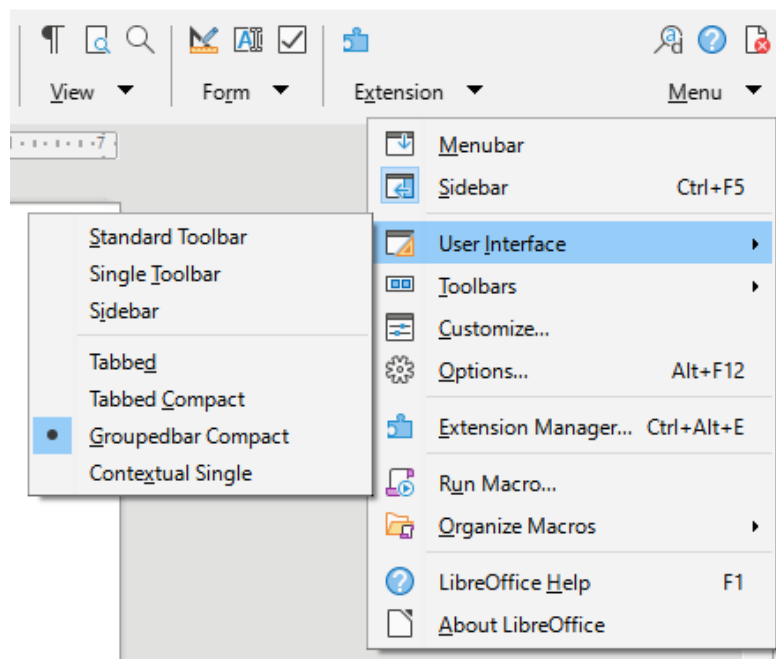 View Form Extension Menu
7
Menubar
Sidebar Ctrl+F5
User Interface
Toolbars
Customize...
Options... Alt+F12
Extension Manager... Ctrl+Alt+E
Run Macro...
Organize Macros
LibreOffice Help F1
About LibreOffice
Standard Toolbar
Single Toolbar
Sidebar
Tabbed
Tabbed Compact
Groupedbar Compact
Contextual Single